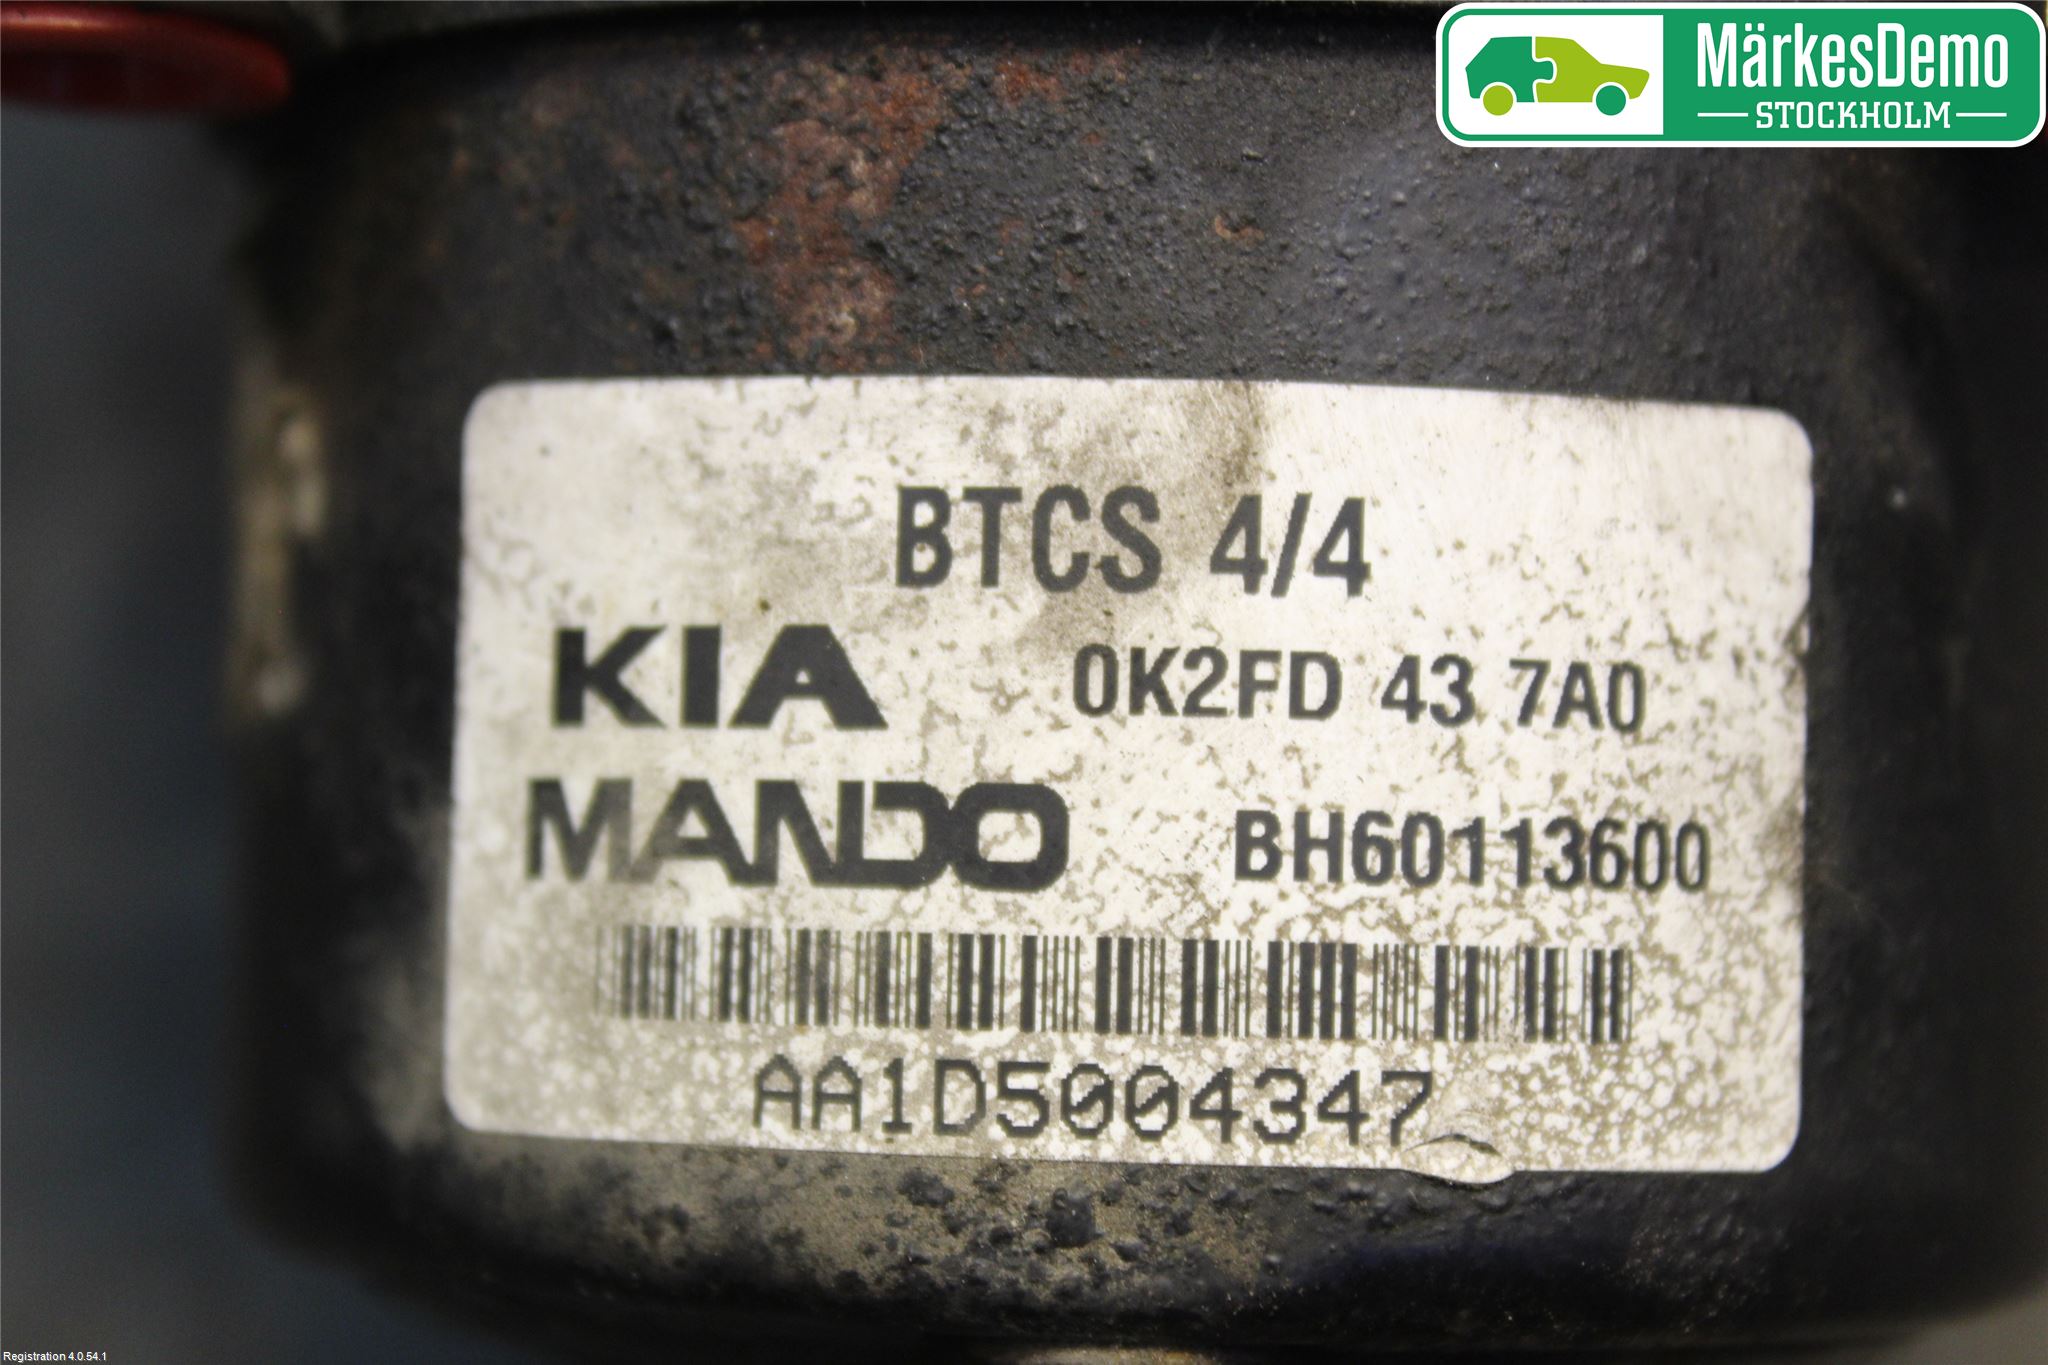 MärkesDemo
STOCKHOLM
BTCS 4/4
KIA 0K2FD 43 7A0
MANDO BH60113600
AA1D5004347
Registration 4.0.54.1